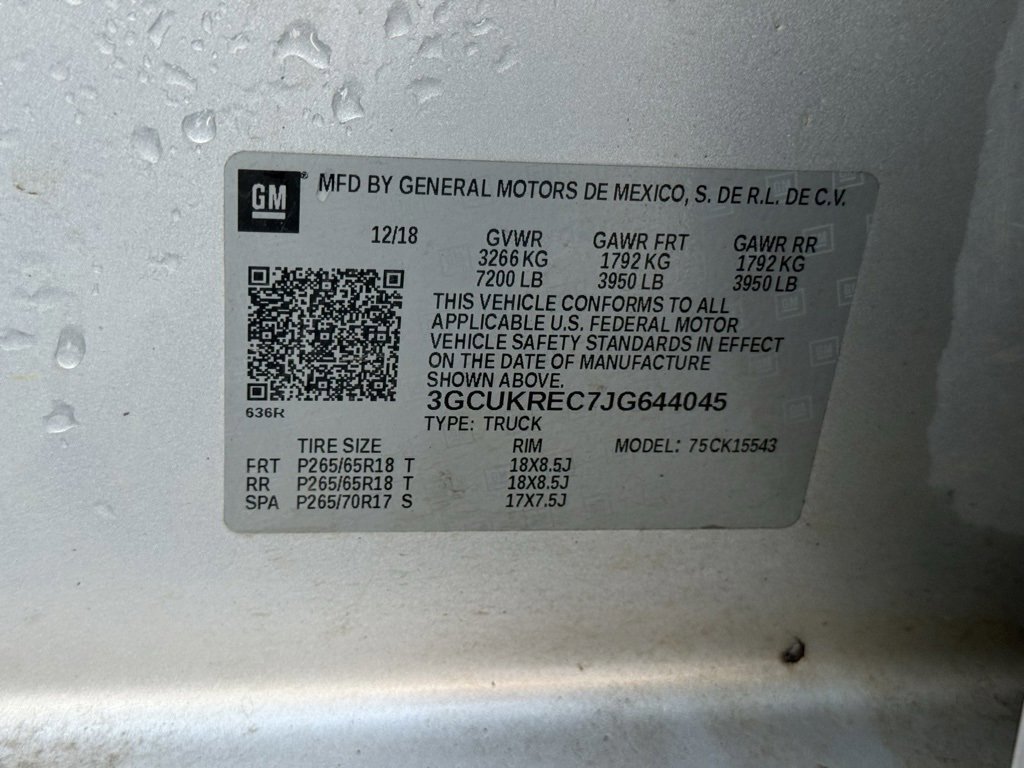 GM® MFD BY GENERAL MOTORS DE MEXICO, S. DE R.L. DE C.V.
12/18 GVWR GAWR FRT GAWR RR
3266 KG 1792 KG 1792 KG
7200 LB 3950 LB 3950 LB
THIS VEHICLE CONFORMS TO ALL
APPLICABLE U.S. FEDERAL MOTOR
VEHICLE SAFETY STANDARDS IN EFFECT
ON THE DATE OF MANUFACTURE
SHOWN ABOVE.
636R 3GCUKREC7JG644045
TYPE: TRUCK
TIRE SIZE RIM MODEL: 75CK15543
FRT P265/65R18 T 18X8.5J
RR P265/65R18 T 18X8.5J
SPA P265/70R17 S 17X7.5J